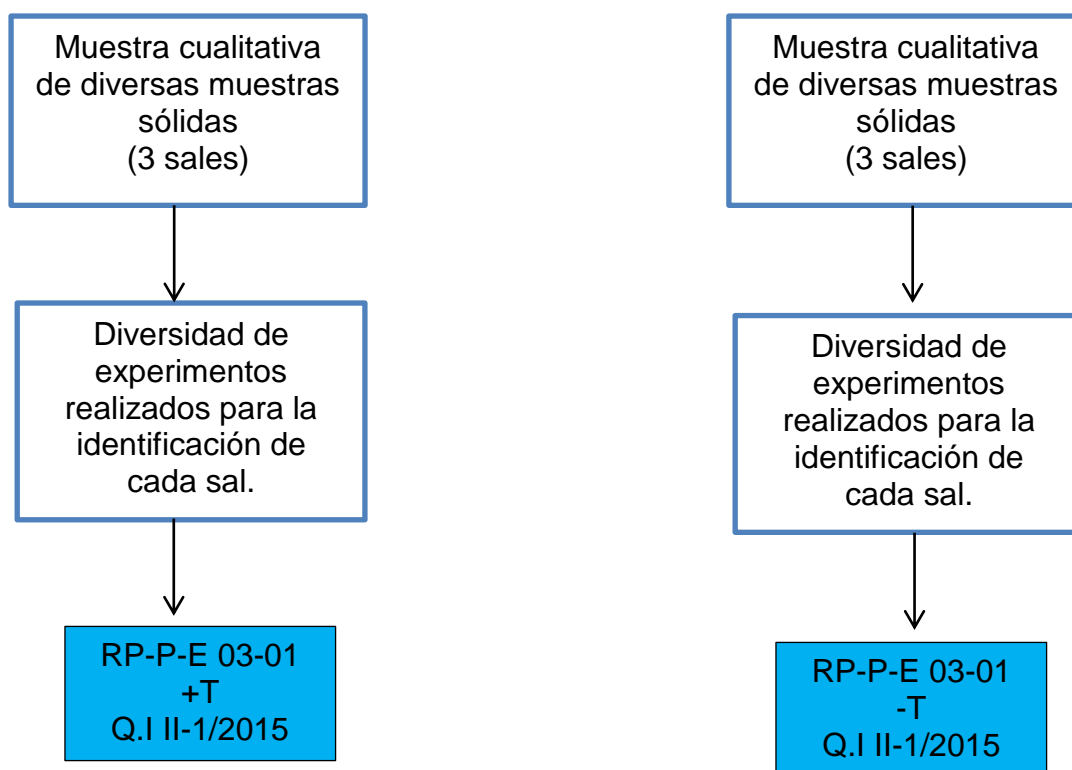 Muestra cualitativa
de diversas muestras
sólidas
(3 sales)
Diversidad de
experimentos
realizados para la
identificación de
cada sal.
RP-P-E 03-01
+T
Q.I II-1/2015
Muestra cualitativa
de diversas muestras
sólidas
(3 sales)
Diversidad de
experimentos
realizados para la
identificación de
cada sal.
RP-P-E 03-01
-T
Q.I II-1/2015